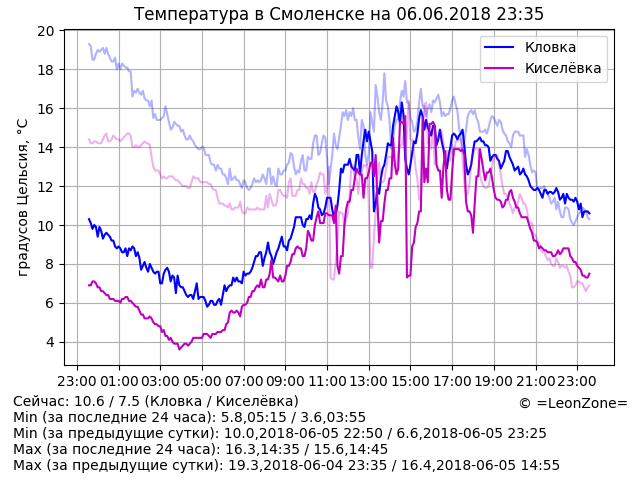 Температура в Смоленске на 06.06.2018 23:35
градусов Цельсия, °C
20
18
16
14
12
10
8
6
4
Кловка
Киселёвка
23:00 01:00 03:00 05:00 07:00 09:00 11:00 13:00 15:00 17:00 19:00 21:00 23:00
Сейчас: 10.6 / 7.5 (Кловка / Киселёвка)
© =LeonZone=
Min (за последние 24 часа): 5.8,05:15 / 3.6,03:55
Min (за предыдущие сутки): 10.0,2018-06-05 22:50 / 6.6,2018-06-05 23:25
Max (за последние 24 часа): 16.3,14:35 / 15.6,14:45
Max (за предыдущие сутки): 19.3,2018-06-04 23:35 / 16.4,2018-06-05 14:55